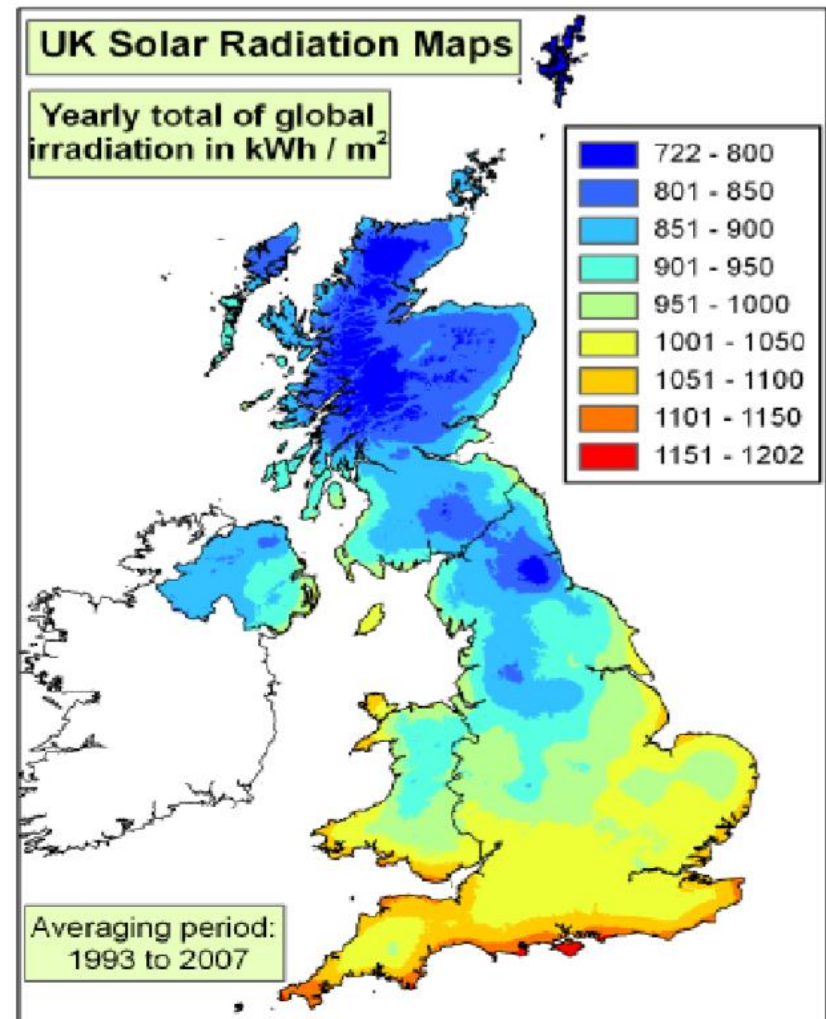 UK Solar Radiation Maps
Yearly total of global
irradiation in kWh / m²
722 - 800
801 - 850
851 - 900
901 - 950
951 - 1000
1001 - 1050
1051 - 1100
1101 - 1150
1151 - 1202
Averaging period:
1993 to 2007